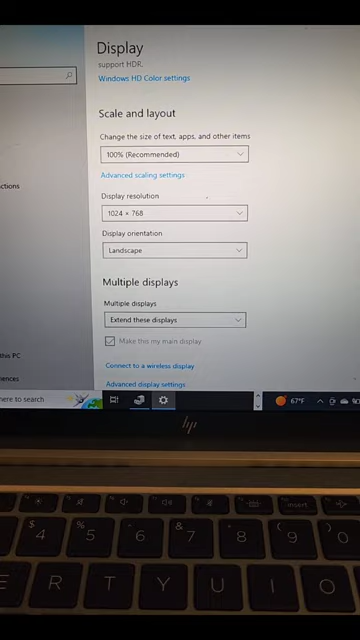 Display
support HDR.
Windows HD Color settings
Scale and layout
Change the size of text, apps, and other items
100% (Recommended)
Advanced scaling settings
Display resolution
1024 × 768
Display orientation
Landscape
Multiple displays
Multiple displays
Extend these displays
Make this my main display
Connect to a wireless display
Advanced display settings
ctions
this PC
iences
here to search
67°F
hp
insert
$ 4
% 5
6
& 7
8
( 9
) 0
E R T Y U I O